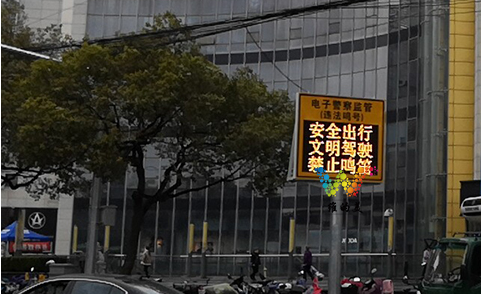 电子警察监管
(违法鸣号)
安全出行
文明驾驶
禁止鸣笛